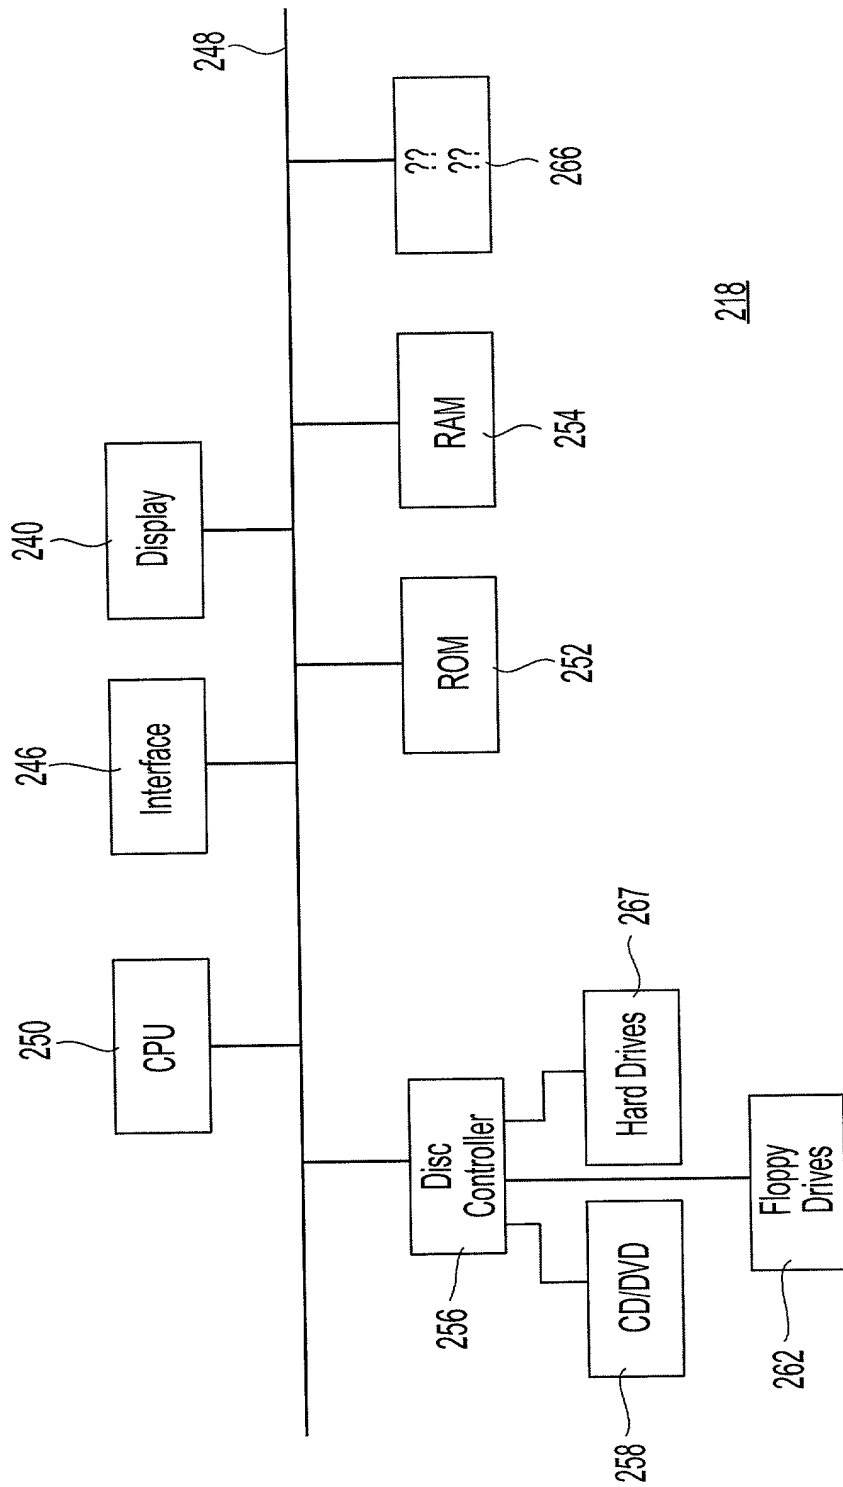 250
CPU
246
Interface
240
Display
248
256
Disc
Controller
ROM
252
RAM
254
??
??
266
258
CD/DVD
Hard Drives
267
262
Floppy
Drives
218